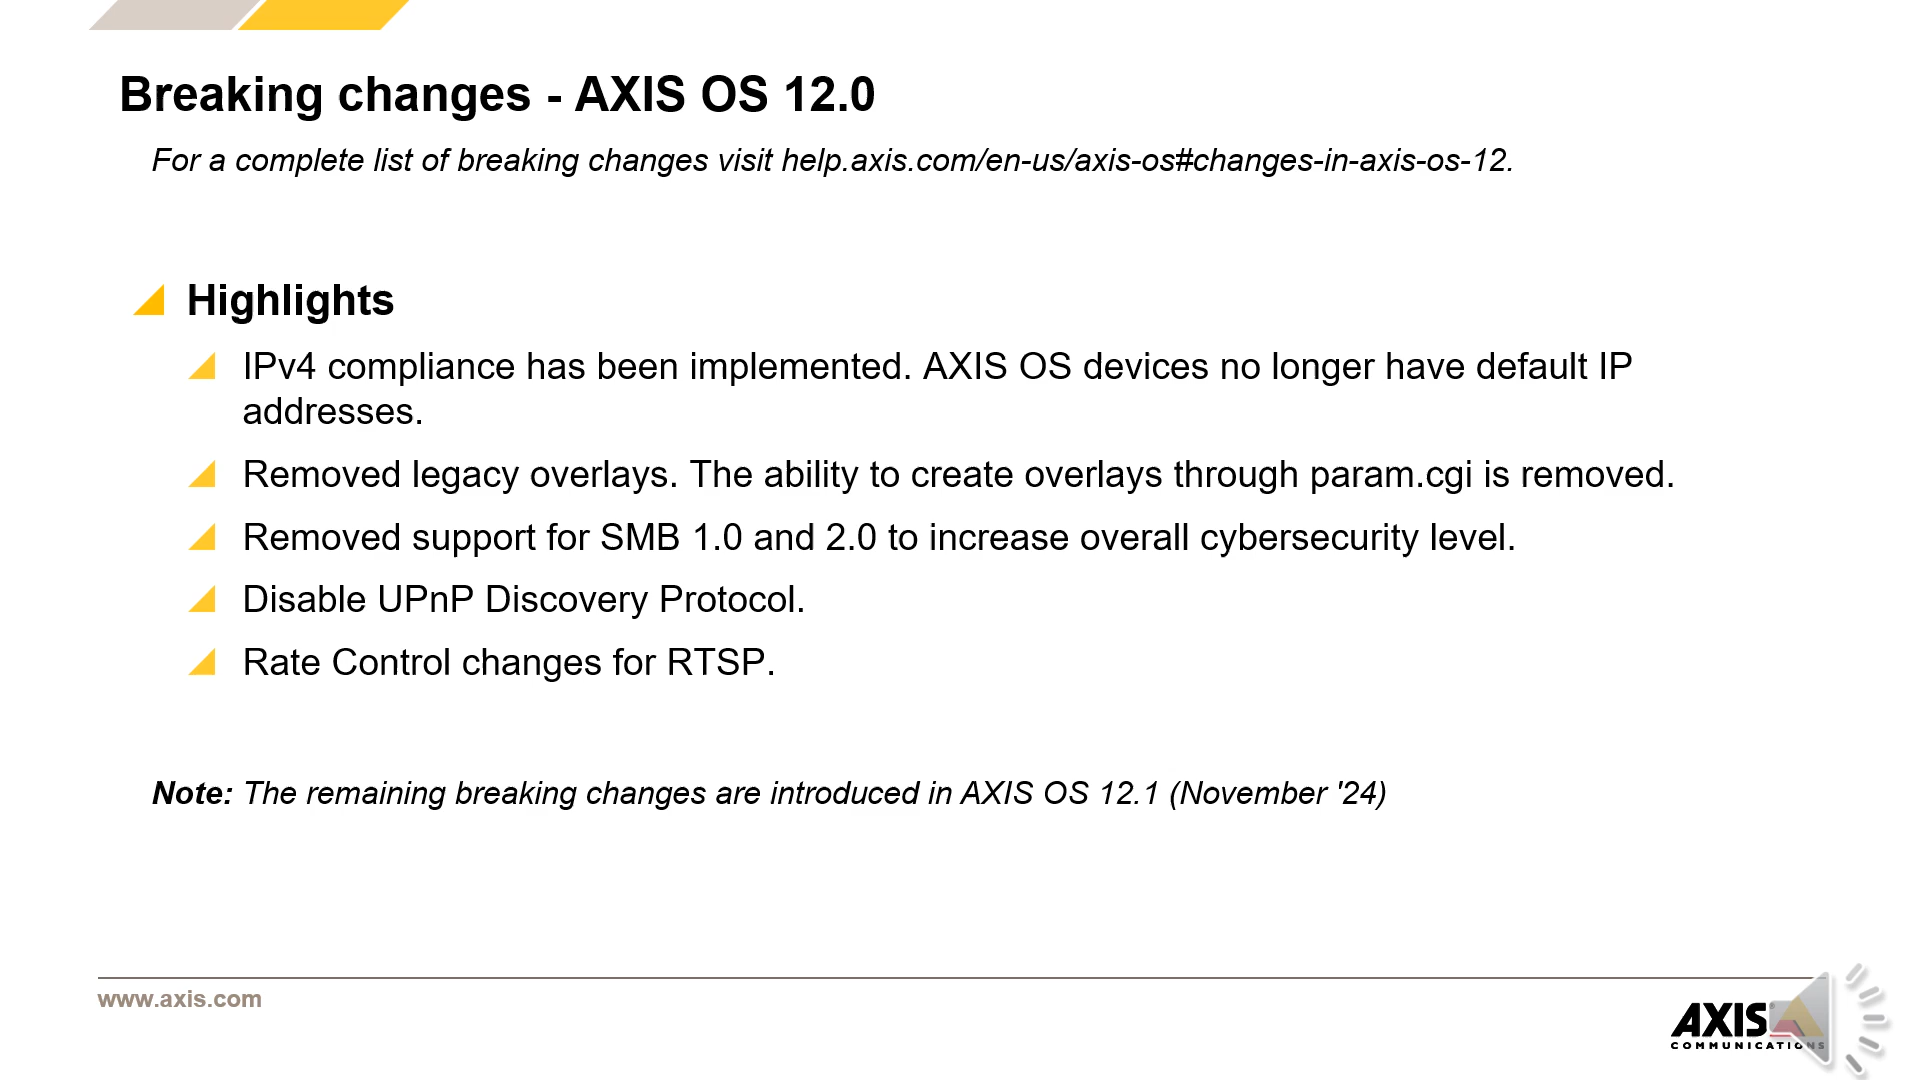 Breaking changes - AXIS OS 12.0
For a complete list of breaking changes visit help.axis.com/en-us/axis-os#changes-in-axis-os-12.
Highlights
IPv4 compliance has been implemented. AXIS OS devices no longer have default IP
addresses.
Removed legacy overlays. The ability to create overlays through param.cgi is removed.
Removed support for SMB 1.0 and 2.0 to increase overall cybersecurity level.
Disable UPnP Discovery Protocol.
Rate Control changes for RTSP.
Note: The remaining breaking changes are introduced in AXIS OS 12.1 (November '24)
www.axis.com
AXIS
COMMUNICATIONS